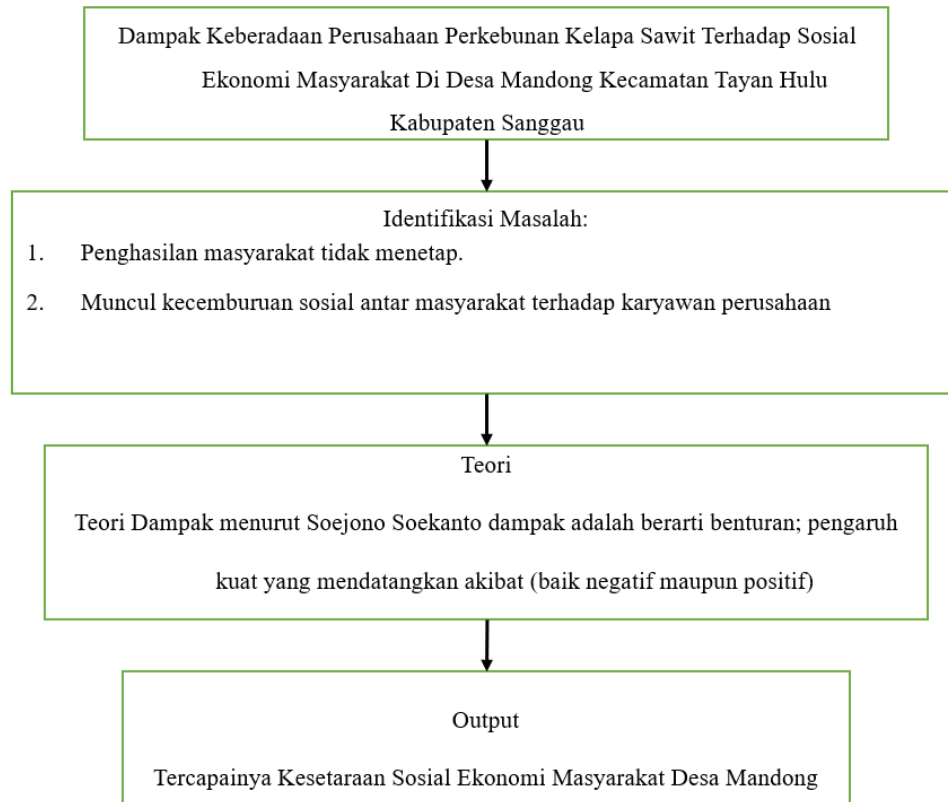 Dampak Keberadaan Perusahaan Perkebunan Kelapa Sawit Terhadap Sosial
Ekonomi Masyarakat Di Desa Mandong Kecamatan Tayan Hulu
Kabupaten Sanggau
Identifikasi Masalah:
1. Penghasilan masyarakat tidak menetap.
2. Muncul kecemburuan sosial antar masyarakat terhadap karyawan perusahaan
Teori
Teori Dampak menurut Soejono Soekanto dampak adalah berarti benturan; pengaruh
kuat yang mendatangkan akibat (baik negatif maupun positif)
Output
Tercapainya Kesetaraan Sosial Ekonomi Masyarakat Desa Mandong